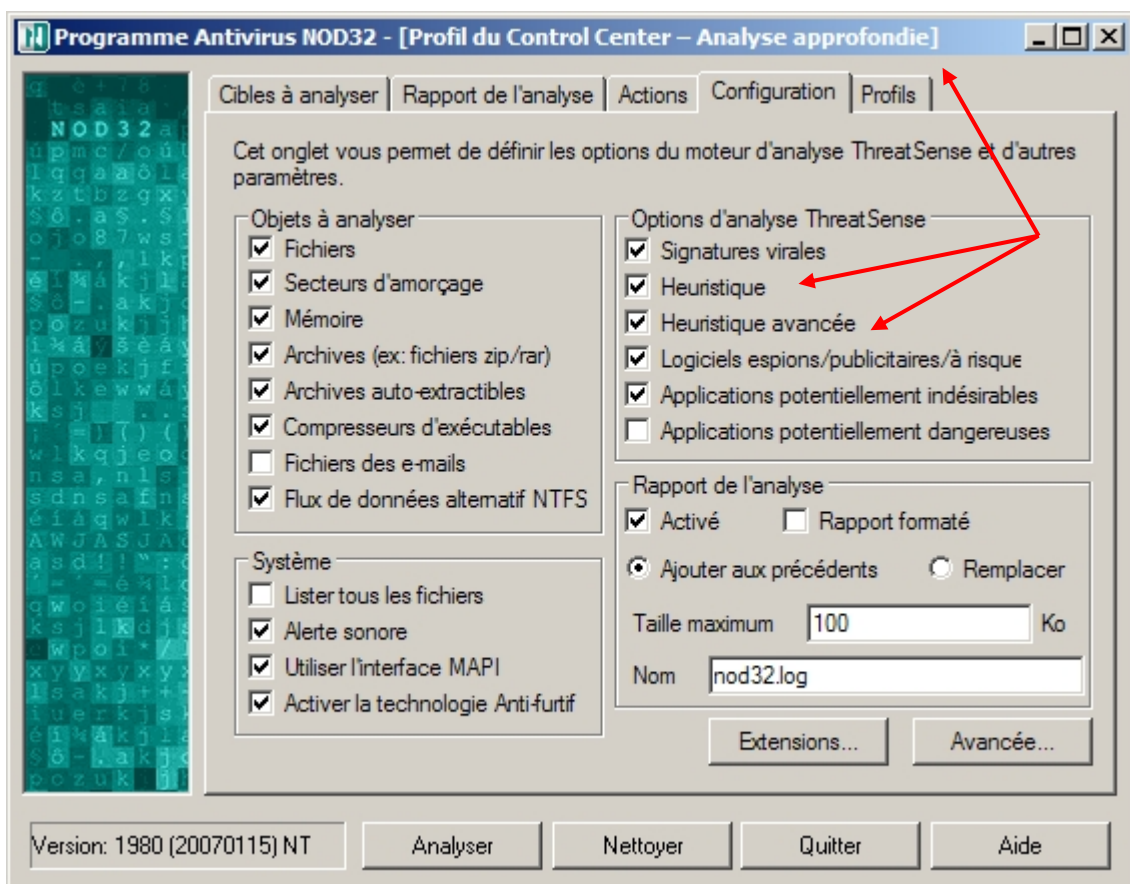 Programme Antivirus NOD32 - [Profil du Control Center – Analyse approfondie]
Cibles à analyser Rapport de l'analyse Actions Configuration Profils
NOD32
Cet onglet vous permet de définir les options du moteur d'analyse ThreatSense et d'autres
paramètres.
Objets à analyser
Fichiers
Secteurs d'amorçage
Mémoire
Archives (ex: fichiers zip/rar)
Archives auto-extractibles
Compresseurs d'exécutables
Fichiers des e-mails
Flux de données alternatif NTFS
Système
Lister tous les fichiers
Alerte sonore
Utiliser l'interface MAPI
Activer la technologie Anti-furtif
Options d'analyse ThreatSense
Signatures virales
Heuristique
Heuristique avancée
Logiciels espions/publicitaires/à risque
Applications potentiellement indésirables
Applications potentiellement dangereuses
Rapport de l'analyse
Activé Rapport formaté
Ajouter aux précédents Remplacer
Taille maximum 100 Ko
Nom nod32.log
Extensions... Avancée...
Version: 1980 (20070115) NT Analyser Nettoyer Quitter Aide